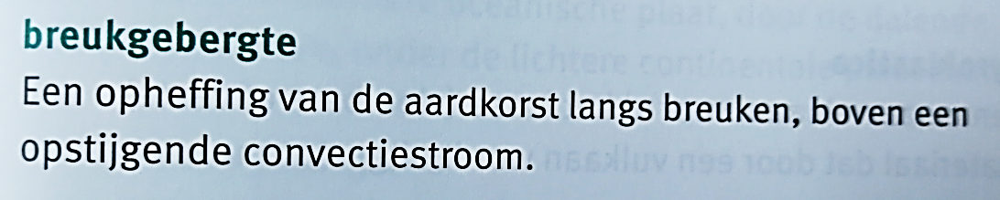 breukgebergte
Een opheffing van de aardkorst langs breuken, boven een
opstijgende convectiestroom.